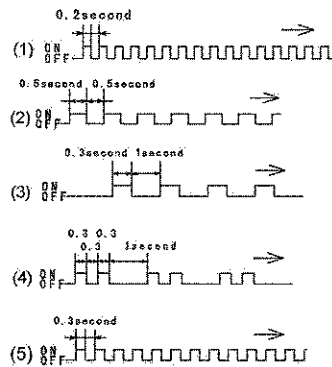 0.2second
(1) ON
OFF
0.5second 0.5second
(2) ON
OFF
0.3second 1second
(3) ON
OFF
0.3 0.3
0.3 1second
(4) ON
OFF
0.3second
(5) ON
OFF